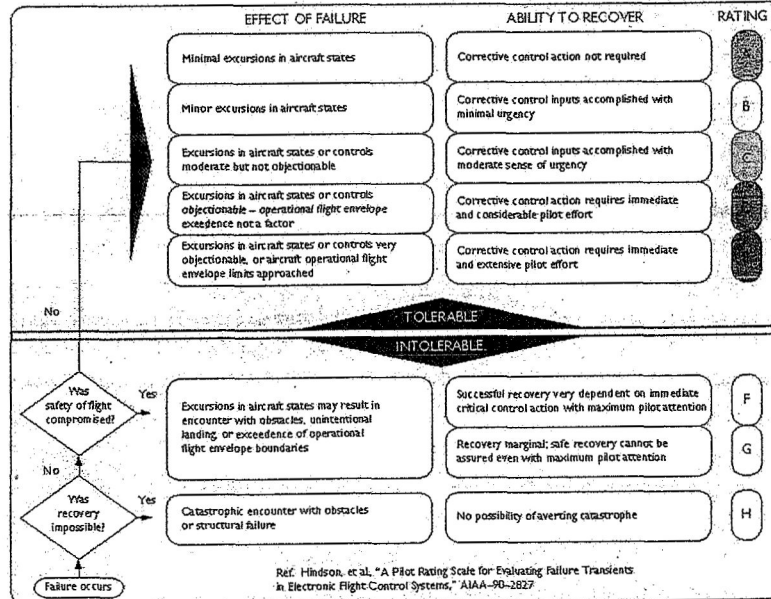 EFFECT OF FAILURE
ABILITY TO RECOVER
RATING
Minimal excursions in aircraft states
Corrective control action not required
A
Minor excursions in aircraft states
Corrective control inputs accomplished with
minimal urgency
B
Excursions in aircraft states or controls
moderate but not objectionable
Corrective control inputs accomplished with
moderate sense of urgency
C
Excursions in aircraft states or controls
objectionable – operational flight envelope
exeedence not a factor
Corrective control action requires immediate
and considerable pilot effort
Excursions in aircraft states or controls very
objectionable, or aircraft operational flight
envelope limits approached
Corrective control action requires immediate
and extensive pilot effort
No
TOLERABLE
INTOLERABLE
Was
safety of flight
compromised?
Yes
Excursions in aircraft states may result in
encounter with obstacles, unintentional
landing, or exceedence of operational
flight envelope boundaries
Successful recovery very dependent on immediate
critical control action with maximum pilot attention
F
Recovery marginal; safe recovery cannot be
assured even with maximum pilot attention
G
No
Was
recovery
impossible?
Yes
Catastrophic encounter with obstacles
or structural failure
No possibility of averting catastrophe
H
Failure occurs
Ref. Hindson, et al, "A Pilot Rating Scale for Evaluating Failure Transients
in Electronic Flight Control Systems," AIAA-90-2827